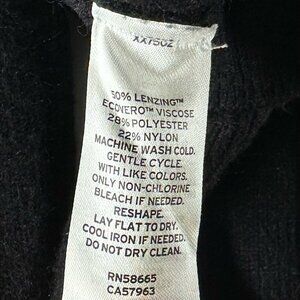 XX75OZ
50% LENZING™
ECOVERO™ VISCOSE
28% POLYESTER
22% NYLON
MACHINE WASH COLD.
GENTLE CYCLE.
WITH LIKE COLORS.
ONLY NON-CHLORINE
BLEACH IF NEEDED.
RESHAPE.
LAY FLAT TO DRY.
COOL IRON IF NEEDED.
DO NOT DRY CLEAN.
RN58665
CA57963